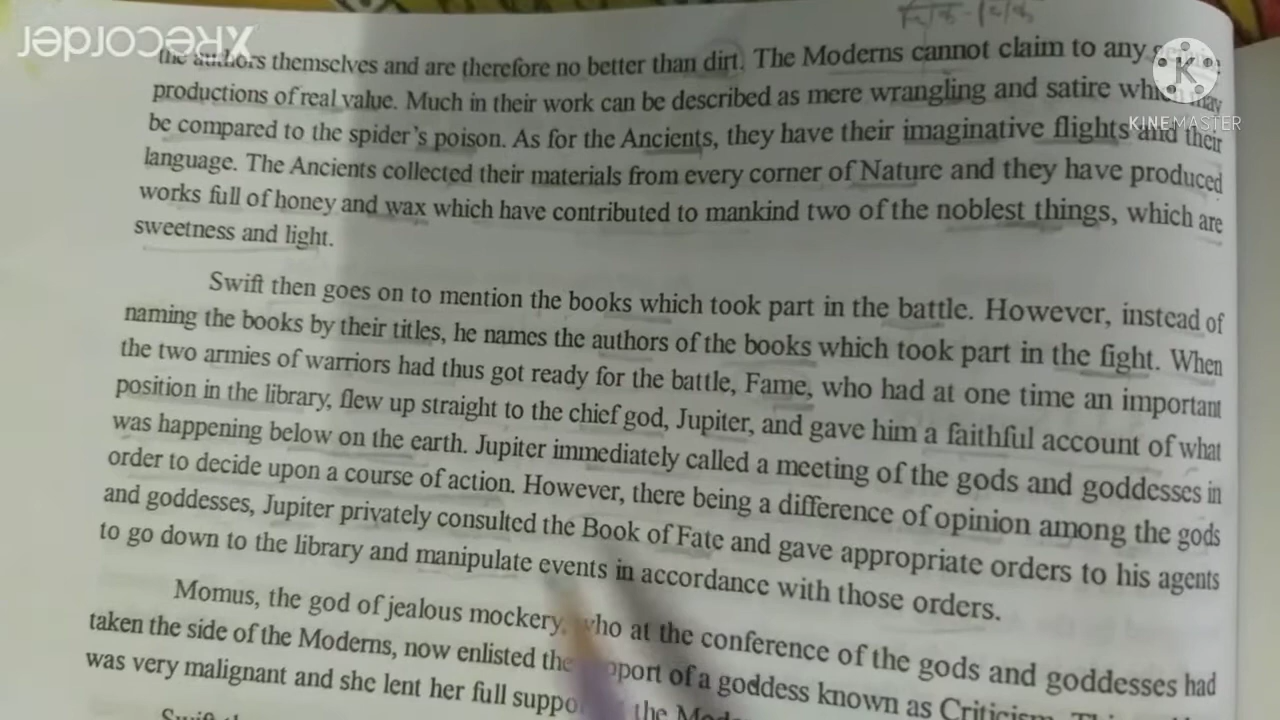 XRecorder
KINEMASTER
the authors themselves and are therefore no better than dirt. The Moderns cannot claim to any
productions of real value. Much in their work can be described as mere wrangling and satire which may
be compared to the spider's poison. As for the Ancients, they have their imaginative flights and their
language. The Ancients collected their materials from every corner of Nature and they have produced
works full of honey and wax which have contributed to mankind two of the noblest things, which are
sweetness and light.
Swift then goes on to mention the books which took part in the battle. However, instead of
naming the books by their titles, he names the authors of the books which took part in the fight. When
the two armies of warriors had thus got ready for the battle, Fame, who had at one time an important
position in the library, flew up straight to the chief god, Jupiter, and gave him a faithful account of what
was happening below on the earth. Jupiter immediately called a meeting of the gods and goddesses in
order to decide upon a course of action. However, there being a difference of opinion among the gods
and goddesses, Jupiter privately consulted the Book of Fate and gave appropriate orders to his agents
to go down to the library and manipulate events in accordance with those orders.
Momus, the god of jealous mockery, who at the conference of the gods and goddesses had
taken the side of the Moderns, now enlisted the support of a goddess known as Criticism.
was very malignant and she lent her full the